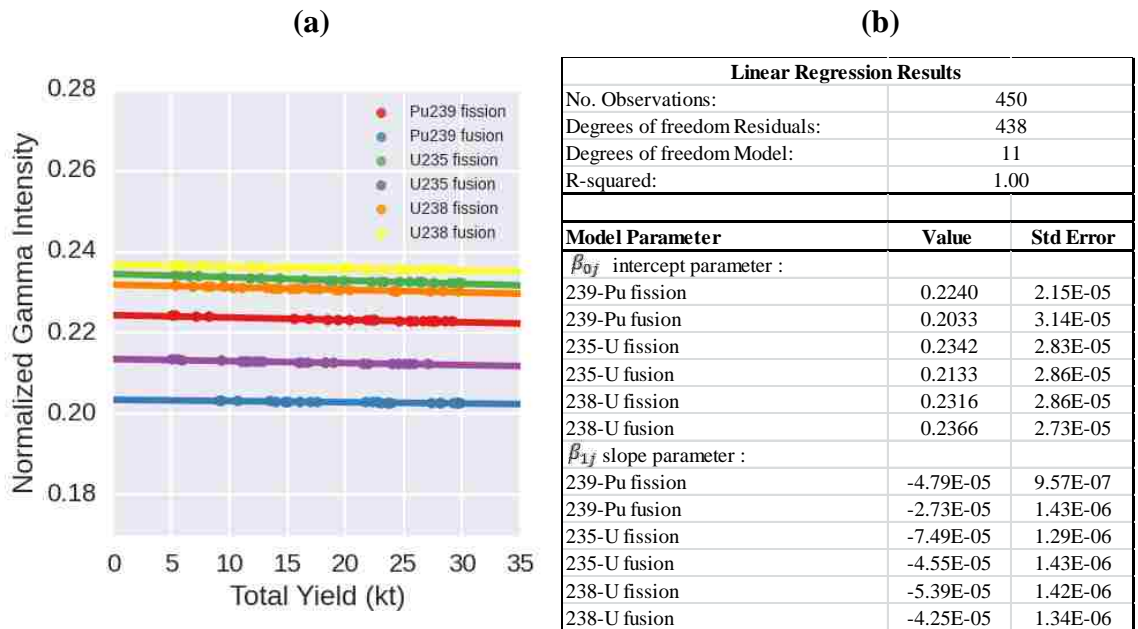 (a)
0.28
0.26
0.24
0.22
0.20
0.18
Normalized Gamma Intensity
Pu239 fission
Pu239 fusion
U235 fission
U235 fusion
U238 fission
U238 fusion
0 5 10 15 20 25 30 35
Total Yield (kt)
(b)
Linear Regression Results
No. Observations: 450
Degrees of freedom Residuals: 438
Degrees of freedom Model: 11
R-squared: 1.00
Model Parameter Value Std Error
β0j intercept parameter :
239-Pu fission 0.2240 2.15E-05
239-Pu fusion 0.2033 3.14E-05
235-U fission 0.2342 2.83E-05
235-U fusion 0.2133 2.86E-05
238-U fission 0.2316 2.86E-05
238-U fusion 0.2366 2.73E-05
β1j slope parameter :
239-Pu fission -4.79E-05 9.57E-07
239-Pu fusion -2.73E-05 1.43E-06
235-U fission -7.49E-05 1.29E-06
235-U fusion -4.55E-05 1.43E-06
238-U fission -5.39E-05 1.42E-06
238-U fusion -4.25E-05 1.34E-06